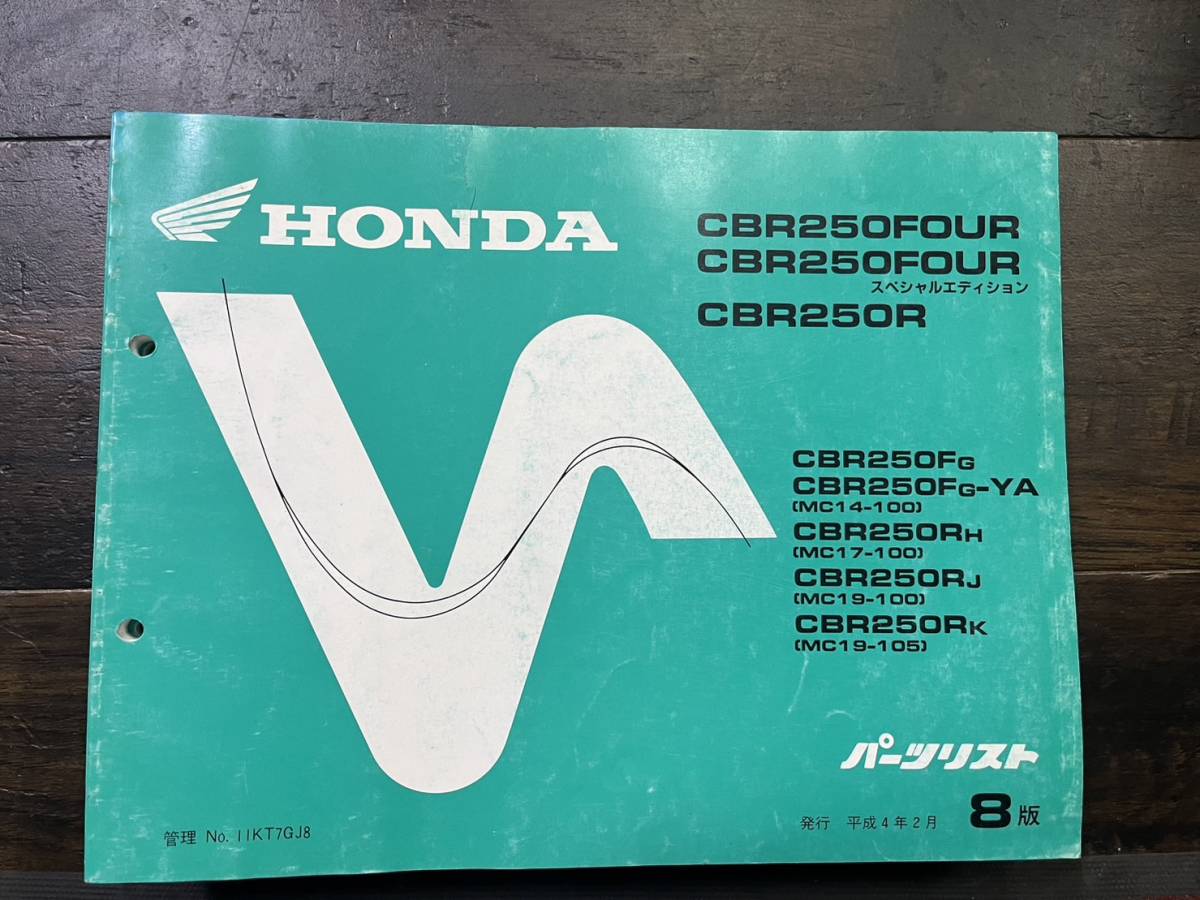 HONDA
CBR250FOUR
CBR250FOUR
スペシャルエディション
CBR250R
CBR250FG
CBR250FG-YA
(MC14-100)
CBR250RH
(MC17-100)
CBR250RJ
(MC19-100)
CBR250RK
(MC19-105)
パーツリスト
発行 平成4年2月 8版
管理 No. 11KT7GJ8